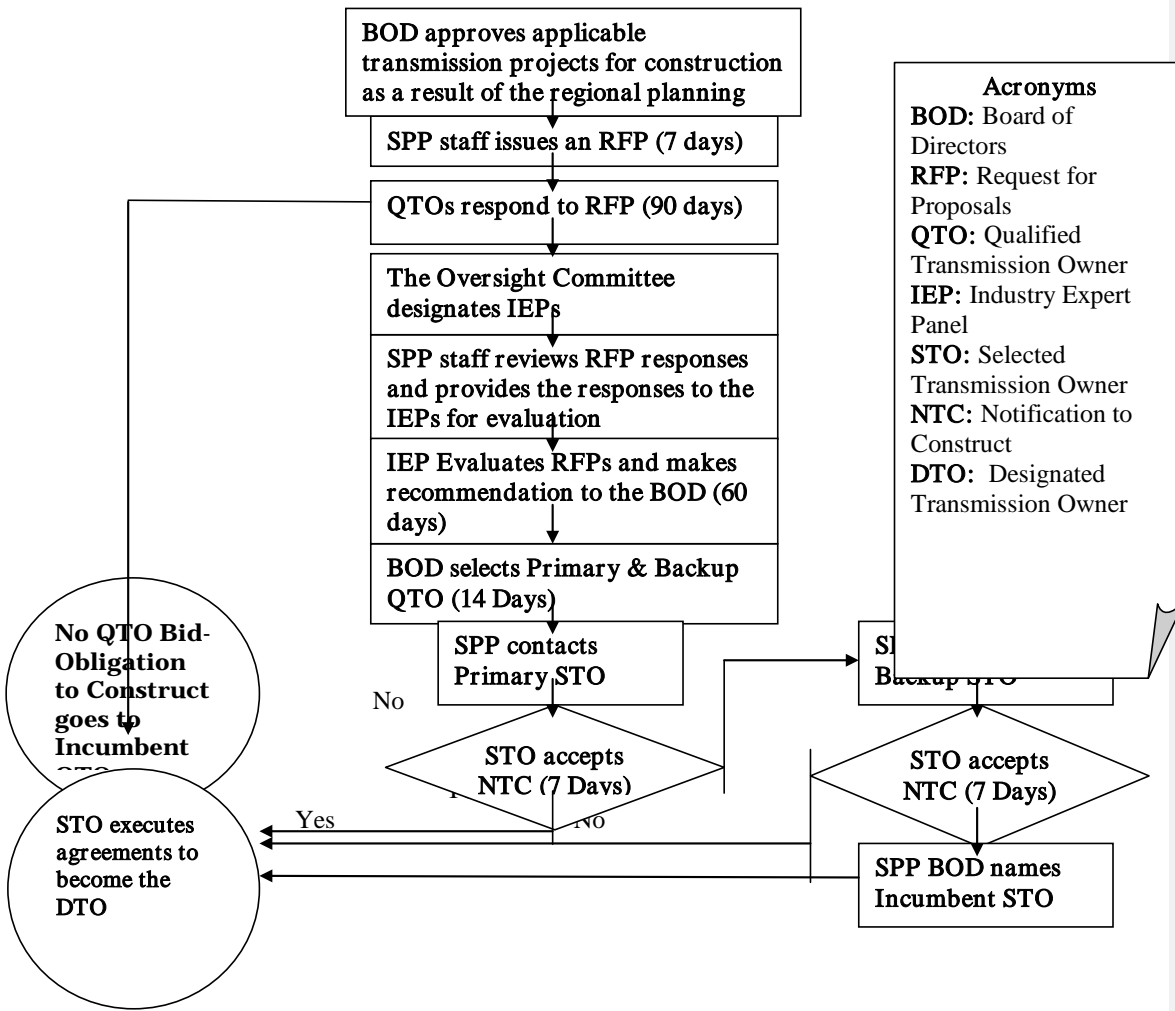 BOD approves applicable
transmission projects for construction
as a result of the regional planning
SPP staff issues an RFP (7 days)
QTOs respond to RFP (90 days)
The Oversight Committee
designates IEPs
SPP staff reviews RFP responses
and provides the responses to the
IEPs for evaluation
IEP Evaluates RFPs and makes
recommendation to the BOD (60
days)
BOD selects Primary & Backup
QTO (14 Days)
SPP contacts
Primary STO
No
STO accepts
NTC (7 Days)
Yes
No
Acronyms
BOD: Board of
Directors
RFP: Request for
Proposals
QTO: Qualified
Transmission Owner
IEP: Industry Expert
Panel
STO: Selected
Transmission Owner
NTC: Notification to
Construct
DTO: Designated
Transmission Owner
Backup STO
STO accepts
NTC (7 Days)
SPP BOD names
Incumbent STO
No QTO Bid-
Obligation
to Construct
goes to
Incumbent
STO executes
agreements to
become the
DTO